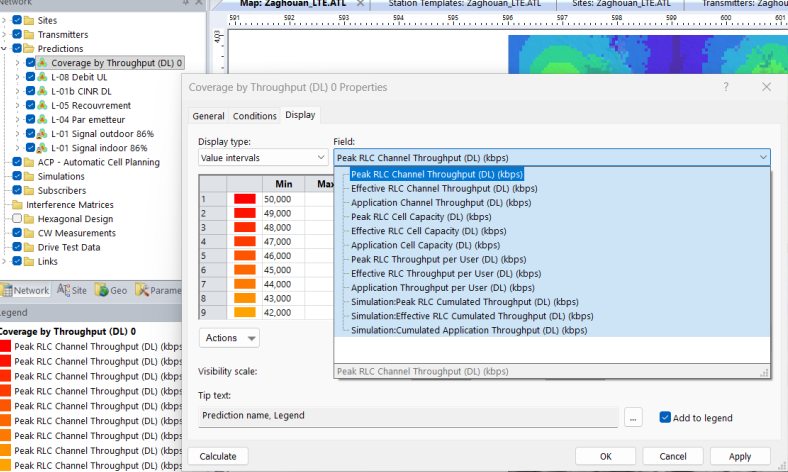 Network
Map: Zaghouan_LTE.ATL
Station Templates: Zaghouan_LTE.ATL
Sites: Zaghouan_LTE.ATL
Transmitters: Zaghou
591 592 593 594 595 596 597 598 599 600 601
403
Sites
Transmitters
Predictions
Coverage by Throughput (DL) 0
L-08 Debit UL
L-01b CINR DL
L-05 Recouvrement
L-04 Par emetteur
L-01 Signal outdoor 86%
L-01 Signal indoor 86%
ACP - Automatic Cell Planning
Simulations
Subscribers
Interference Matrices
Hexagonal Design
CW Measurements
Drive Test Data
Links
Network Site Geo Parame
egend
Coverage by Throughput (DL) 0
Peak RLC Channel Throughput (DL) (kbps
Peak RLC Channel Throughput (DL) (kbps
Peak RLC Channel Throughput (DL) (kbps
Peak RLC Channel Throughput (DL) (kbps
Peak RLC Channel Throughput (DL) (kbps
Peak RLC Channel Throughput (DL) (kbps
Peak RLC Channel Throughput (DL) (kbps
Peak RLC Channel Throughput (DL) (kbps
Peak RLC Channel Throughput (DL) (kbps
Coverage by Throughput (DL) 0 Properties
? ×
General Conditions Display
Display type:
Value intervals
Field:
Peak RLC Channel Throughput (DL) (kbps)
Min Max
1 50,000
2 49,000
3 48,000
4 47,000
5 46,000
6 45,000
7 44,000
8 43,000
9 42,000
Peak RLC Channel Throughput (DL) (kbps)
Effective RLC Channel Throughput (DL) (kbps)
Application Channel Throughput (DL) (kbps)
Peak RLC Cell Capacity (DL) (kbps)
Effective RLC Cell Capacity (DL) (kbps)
Application Cell Capacity (DL) (kbps)
Peak RLC Throughput per User (DL) (kbps)
Effective RLC Throughput per User (DL) (kbps)
Application Throughput per User (DL) (kbps)
Simulation:Peak RLC Cumulated Throughput (DL) (kbps)
Simulation:Effective RLC Cumulated Throughput (DL) (kbps)
Simulation:Cumulated Application Throughput (DL) (kbps)
Peak RLC Channel Throughput (DL) (kbps)
Actions
Visibility scale:
Tip text:
Prediction name, Legend
...
Add to legend
Calculate
OK
Cancel
Apply